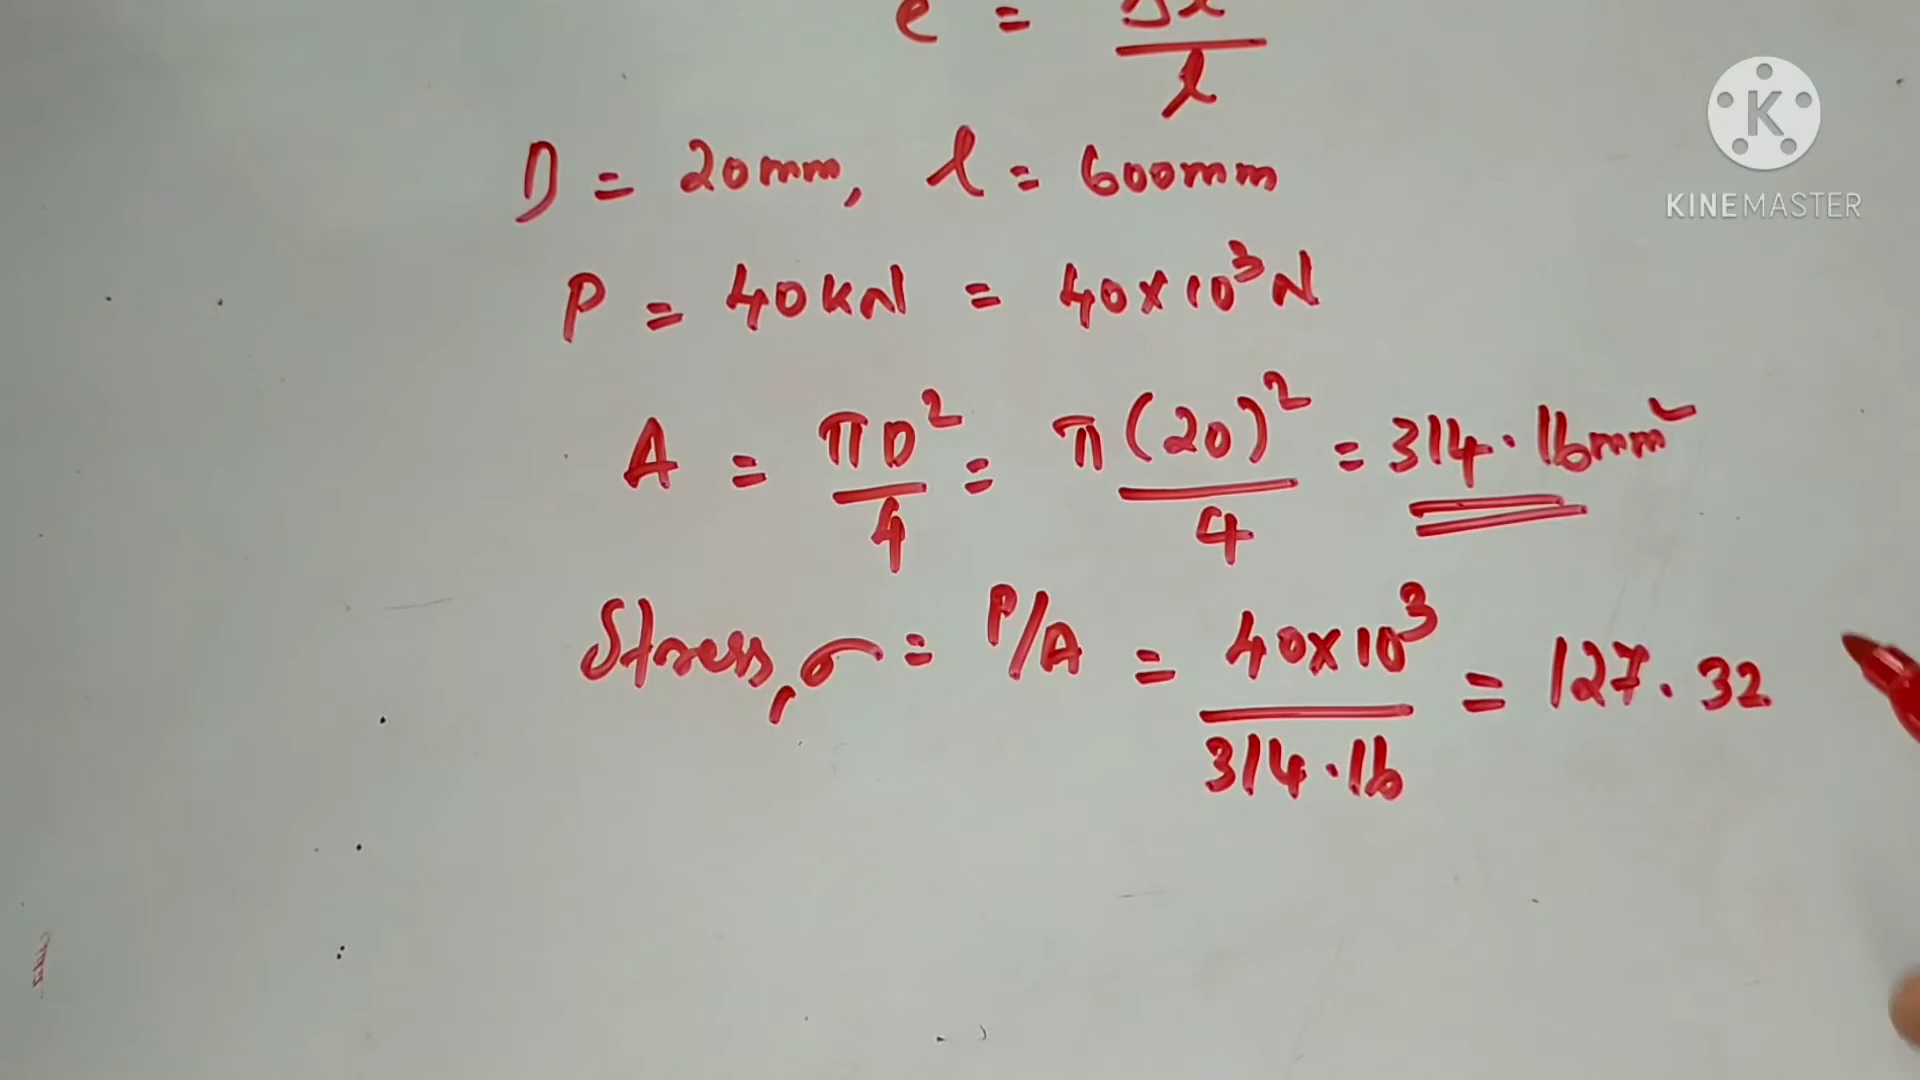 e = Δl/l
K
KINEMASTER
D = 20mm, l = 600mm
P = 40KN = 40×10³N
A = πD²/4 = π(20)²/4 = 314.16mm²
Stress, σ = P/A = 40×10³/314.16 = 127.32